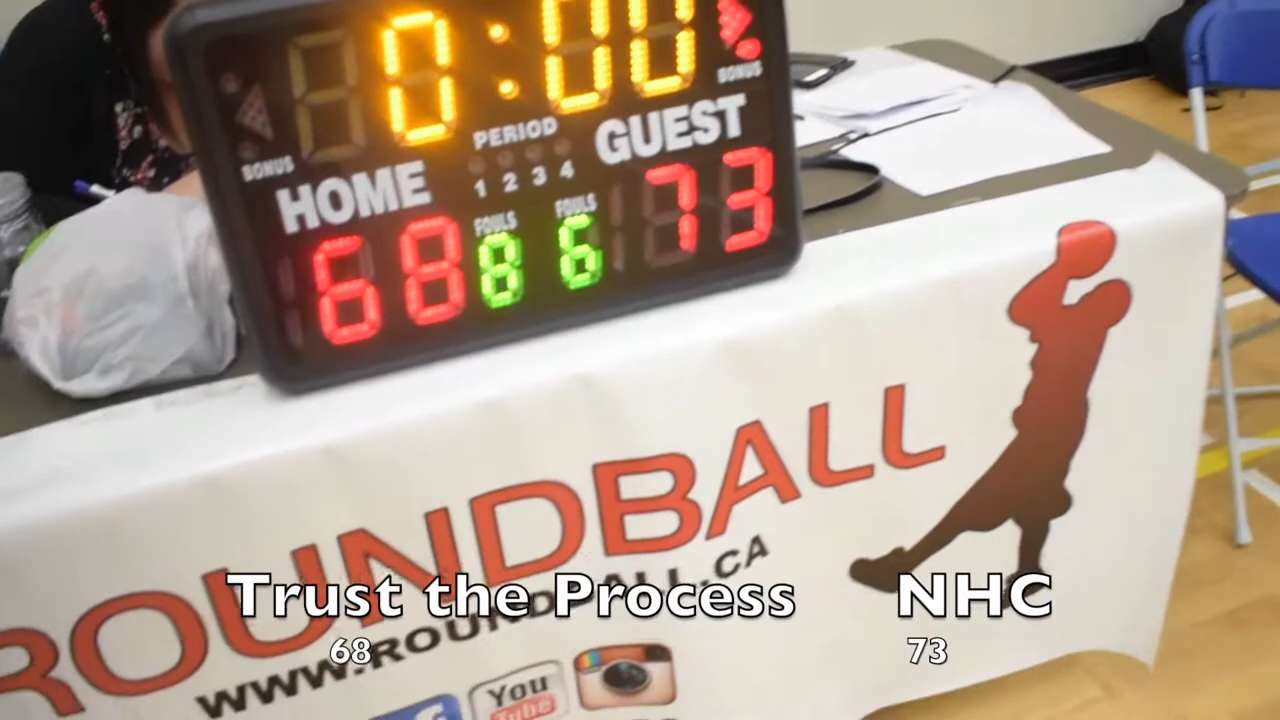 0:00
BONUS
BONUS
PERIOD
1 2 3 4
HOME
GUEST
FOULS
FOULS
68
8
6
73
ROUNDBALL
WWW.ROUNDBALL.CA
You
Tube
Trust the Process
NHC
68
73